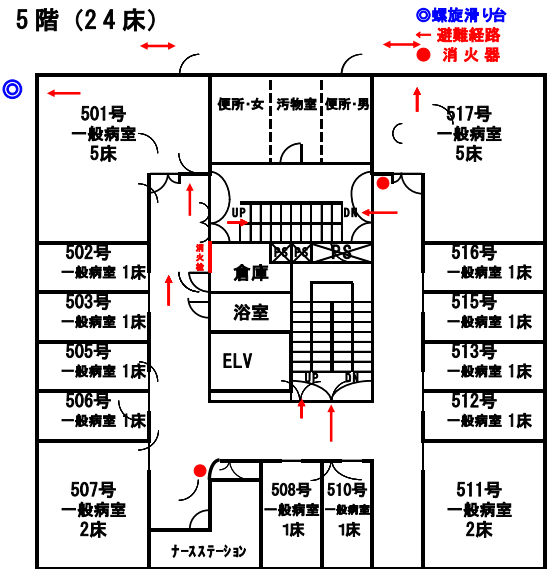 5階（24床）
◎螺旋滑り台
←避難経路
●消火器
便所・女
汚物室
便所・男
501号
一般病室
5床
517号
一般病室
5床
UP
DN
消火栓
PS
PS
PS
倉庫
浴室
ELV
UP
DN
502号
一般病室 1床
503号
一般病室 1床
505号
一般病室 1床
506号
一般病室 1床
507号
一般病室
2床
516号
一般病室 1床
515号
一般病室 1床
513号
一般病室 1床
512号
一般病室 1床
511号
一般病室
2床
508号
一般病室
1床
510号
一般病室
1床
ﾅｰｽｽﾃｰｼｮﾝ